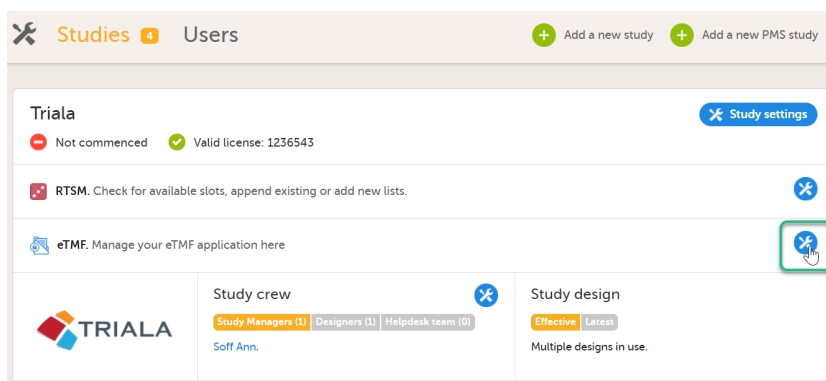 Studies 4 Users Add a new study Add a new PMS study
Triala Study settings
Not commenced Valid license: 1236543
RTSM. Check for available slots, append existing or add new lists.
eTMF. Manage your eTMF application here
TRIALA
Study crew
Study Managers (1) Designers (1) Helpdesk team (0)
Soff Ann.
Study design
Effective Latest
Multiple designs in use.